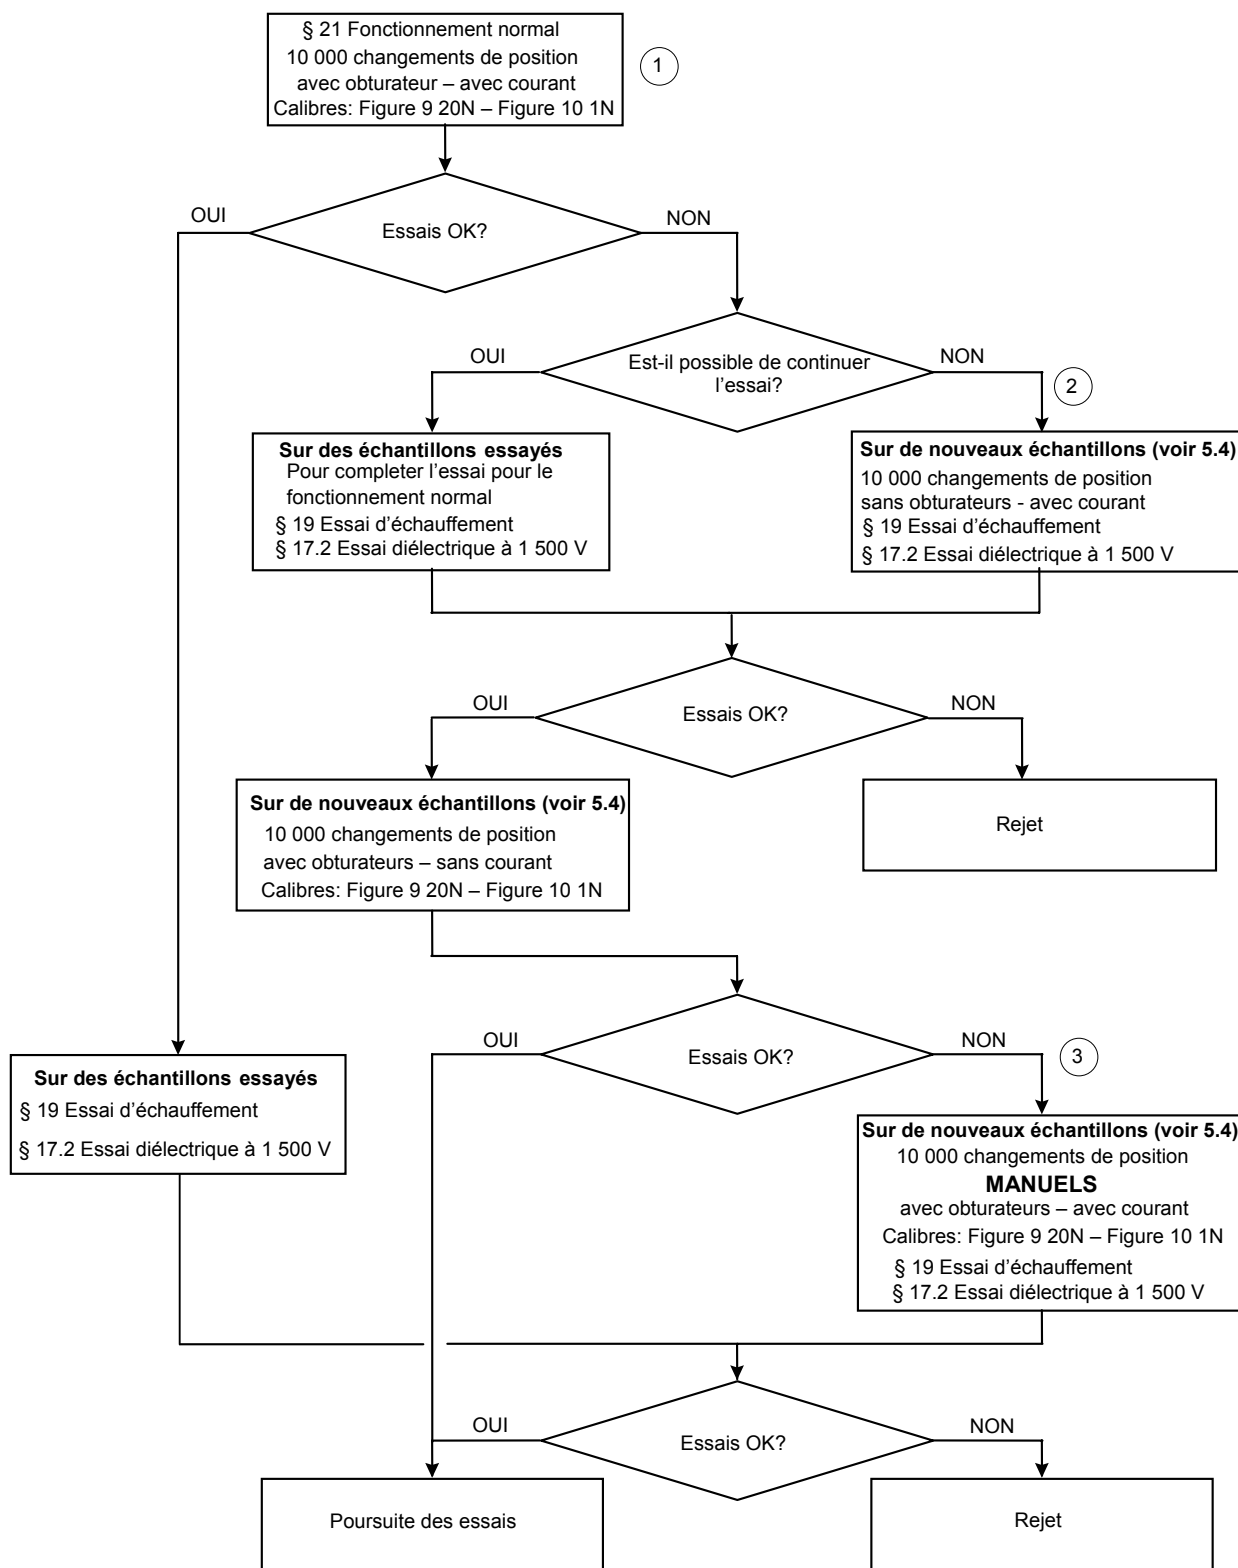 § 21 Fonctionnement normal
10 000 changements de position
avec obturateur – avec courant
Calibres: Figure 9 20N – Figure 10 1N
1
OUI
Essais OK?
NON
OUI
Est-il possible de continuer
l'essai?
NON
2
Sur des échantillons essayés
Pour completer l'essai pour le
fonctionnement normal
§ 19 Essai d'échauffement
§ 17.2 Essai diélectrique à 1 500 V
Sur de nouveaux échantillons (voir 5.4)
10 000 changements de position
sans obturateurs - avec courant
§ 19 Essai d'échauffement
§ 17.2 Essai diélectrique à 1 500 V
OUI
Essais OK?
NON
Sur de nouveaux échantillons (voir 5.4)
10 000 changements de position
avec obturateurs – sans courant
Calibres: Figure 9 20N – Figure 10 1N
Rejet
OUI
Essais OK?
NON
3
Sur des échantillons essayés
§ 19 Essai d'échauffement
§ 17.2 Essai diélectrique à 1 500 V
Sur de nouveaux échantillons (voir 5.4)
10 000 changements de position
MANUELS
avec obturateurs – avec courant
Calibres: Figure 9 20N – Figure 10 1N
§ 19 Essai d'échauffement
§ 17.2 Essai diélectrique à 1 500 V
OUI
Essais OK?
NON
Poursuite des essais
Rejet